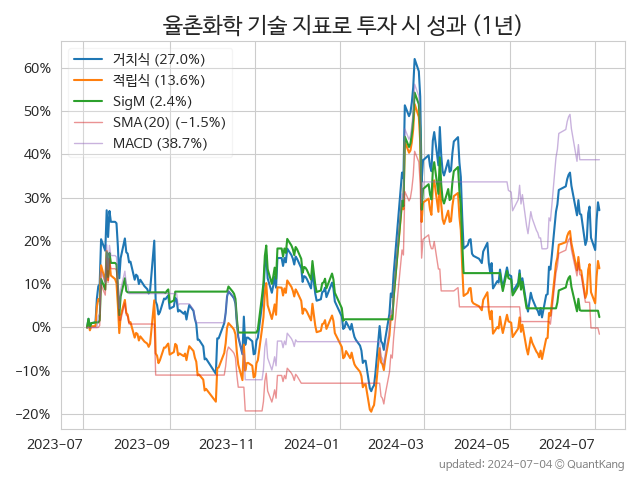 율촌화학 기술 지표로 투자 시 성과 (1년)
거치식 (27.0%)
적립식 (13.6%)
SigM (2.4%)
SMA(20) (−1.5%)
MACD (38.7%)
60%
50%
40%
30%
20%
10%
0%
−10%
−20%
2023-07
2023-09
2023-11
2024-01
2024-03
2024-05
2024-07
updated: 2024-07-04 © QuantKang